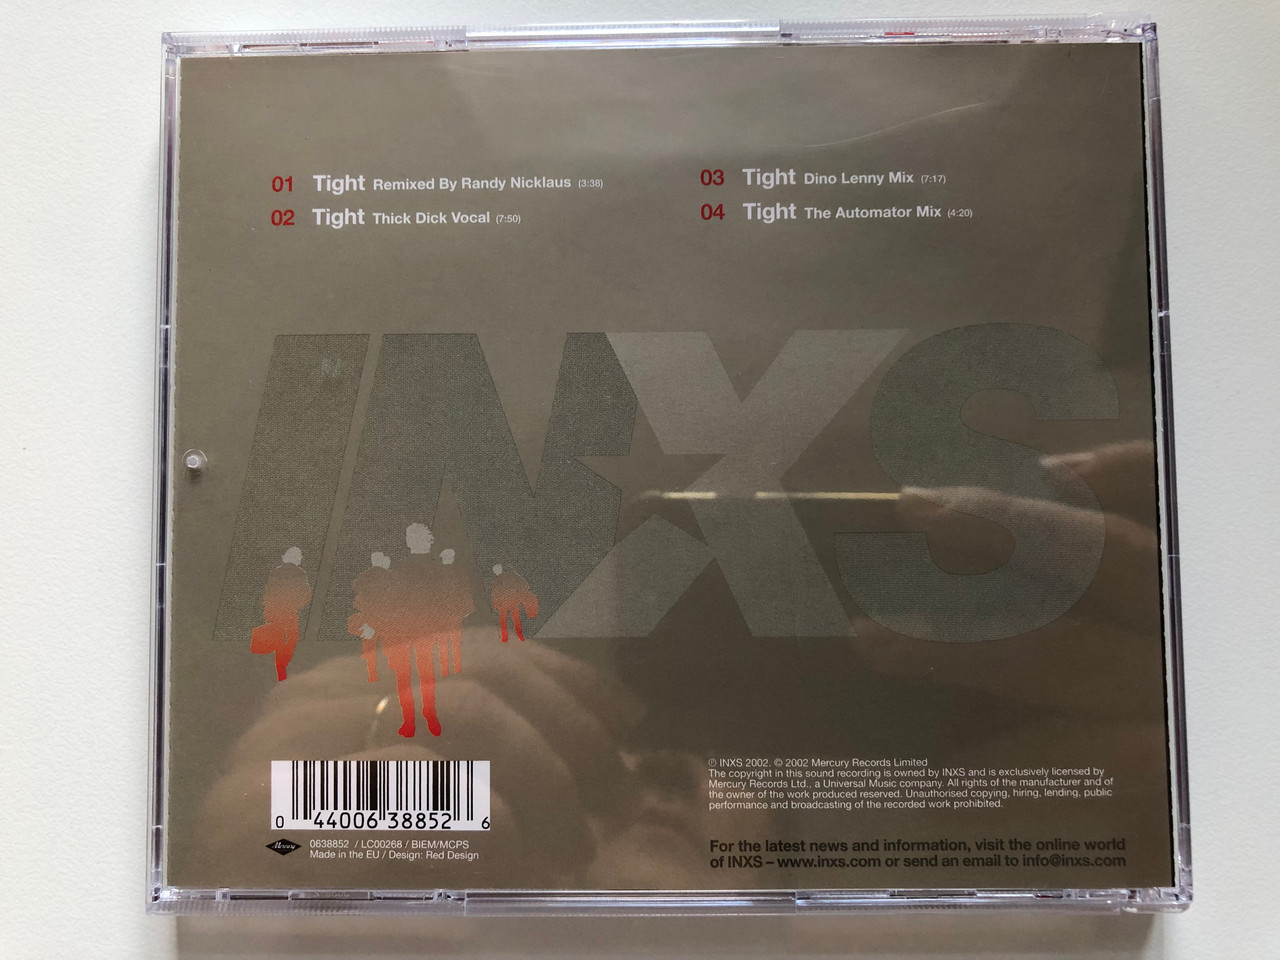 01 Tight Remixed By Randy Nicklaus (3:38)
02 Tight Thick Dick Vocal (7:50)
03 Tight Dino Lenny Mix (7:17)
04 Tight The Automator Mix (4:20)
INXS
0 44006 38852 6
Mercury
0638852 / LC00268 / BIEM/MCPS
Made in the EU / Design: Red Design
℗ INXS 2002. © 2002 Mercury Records Limited
The copyright in this sound recording is owned by INXS and is exclusively licensed by
Mercury Records Ltd., a Universal Music company. All rights of the manufacturer and of
the owner of the work produced reserved. Unauthorised copying, hiring, lending, public
performance and broadcasting of the recorded work prohibited.
For the latest news and information, visit the online world
of INXS – www.inxs.com or send an email to info@inxs.com